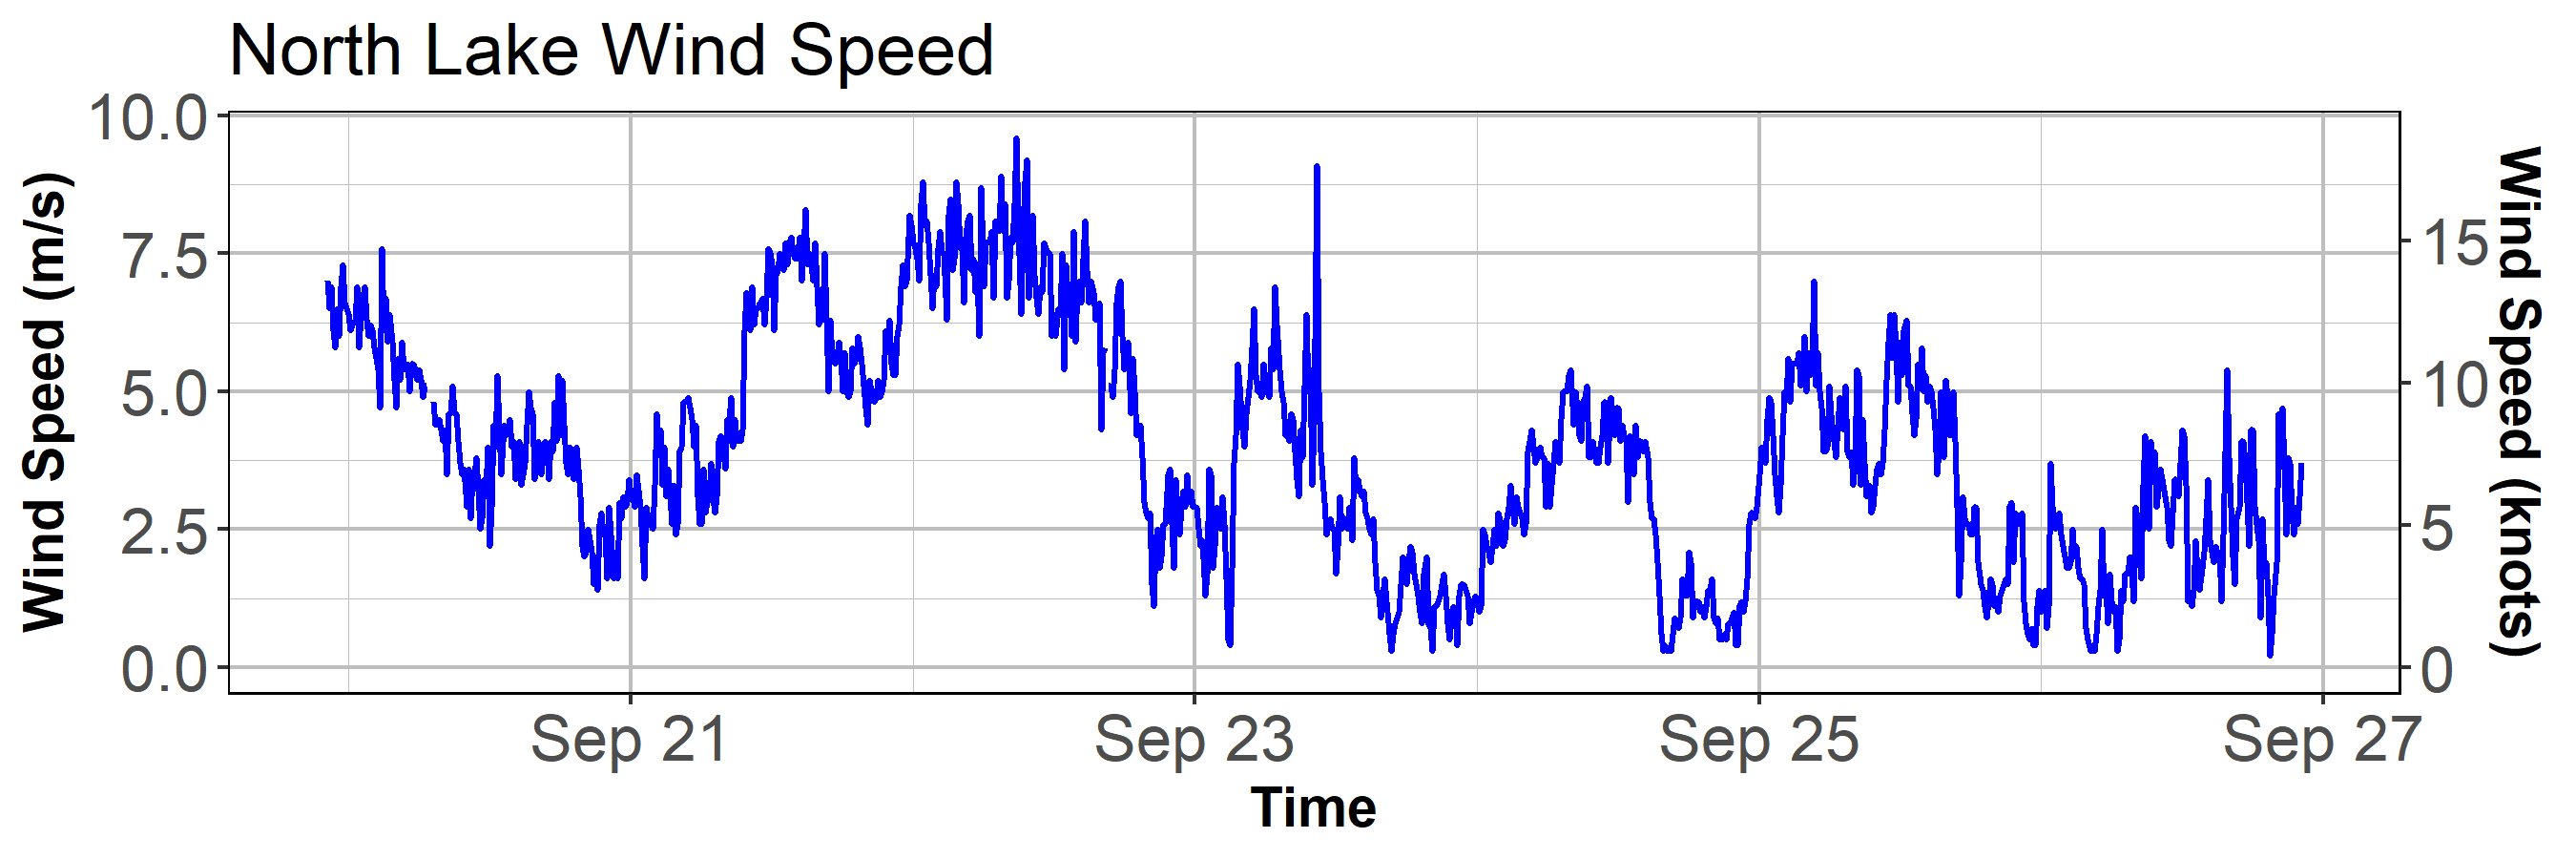 North Lake Wind Speed
10.0
7.5
5.0
2.5
0.0
Wind Speed (m/s)
15
10
5
0
Wind Speed (knots)
Sep 21 Sep 23 Sep 25 Sep 27
Time